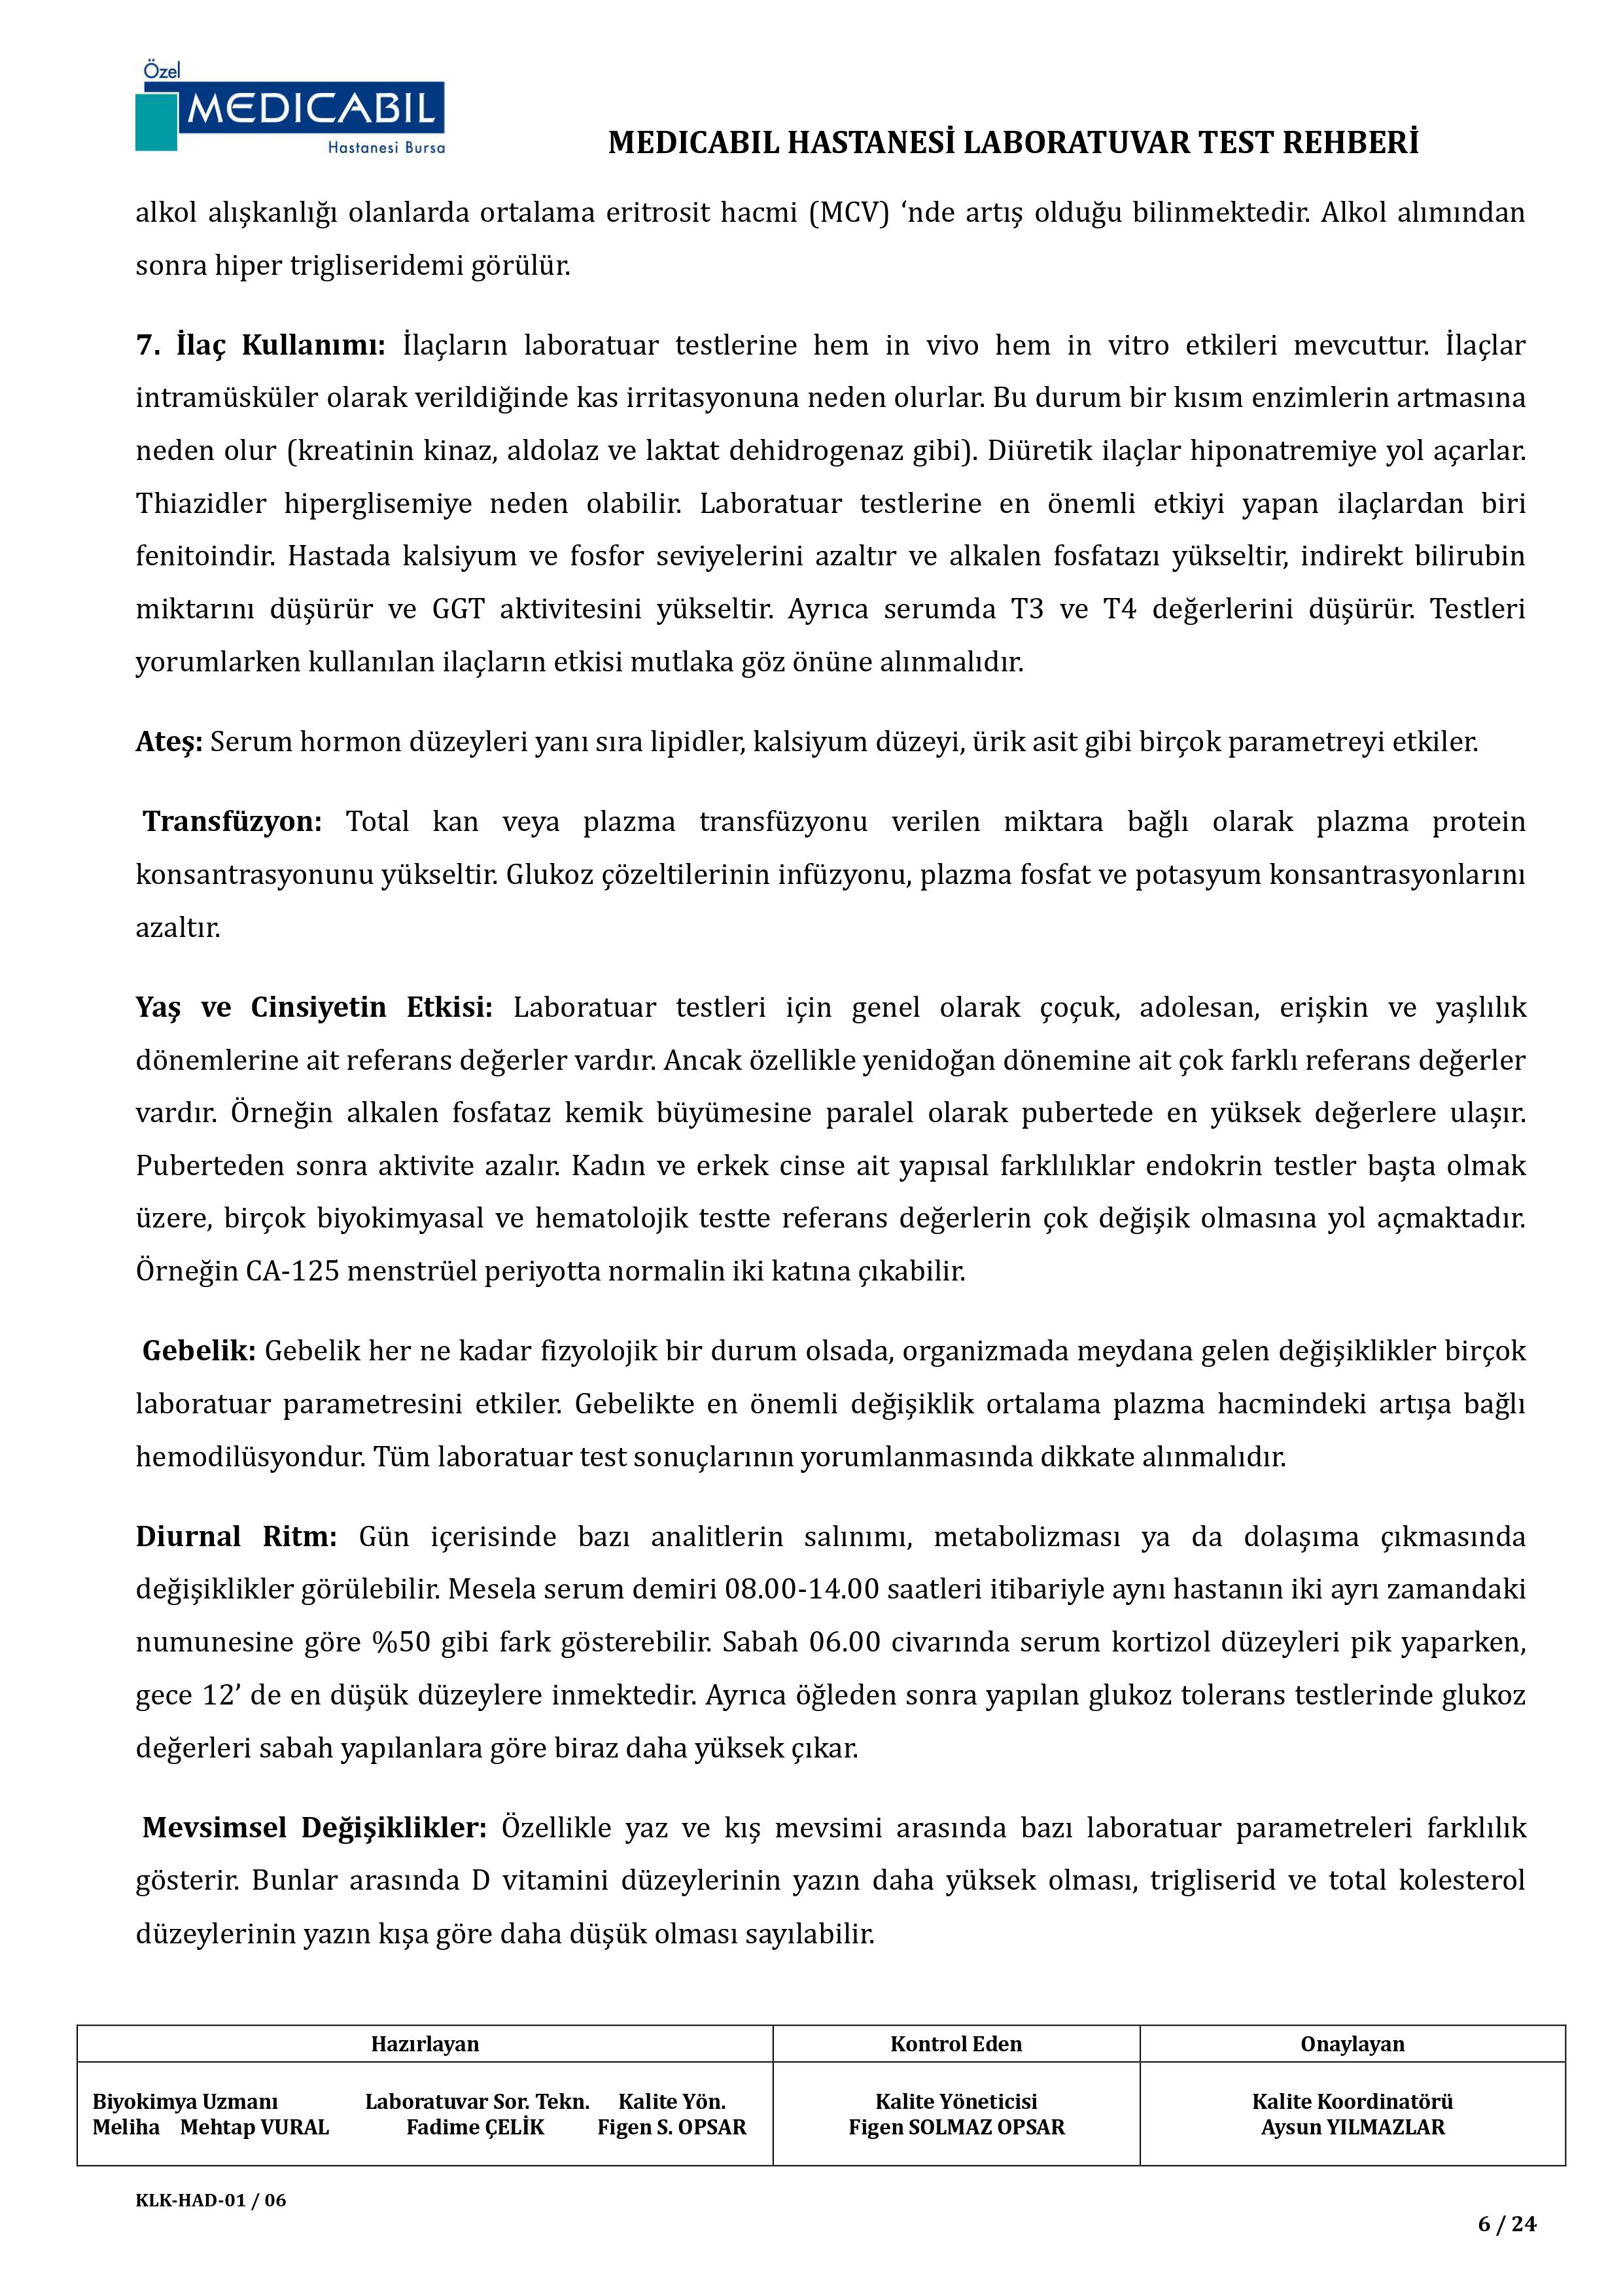 Özel
MEDICABIL
Hastanesi Bursa
MEDICABIL HASTANESİ LABORATUVAR TEST REHBERİ
alkol alışkanlığı olanlarda ortalama eritrosit hacmi (MCV) ‘nde artış olduğu bilinmektedir. Alkol alımından
sonra hiper trigliseridemi görülür.
7. İlaç Kullanımı: İlaçların laboratuar testlerine hem in vivo hem in vitro etkileri mevcuttur. İlaçlar
intramüsküler olarak verildiğinde kas irritasyonuna neden olurlar. Bu durum bir kısım enzimlerin artmasına
neden olur (kreatinin kinaz, aldolaz ve laktat dehidrogenaz gibi). Diüretik ilaçlar hiponatremiye yol açarlar.
Thiazidler hiperglisemiye neden olabilir. Laboratuar testlerine en önemli etkiyi yapan ilaçlardan biri
fenitoindir. Hastada kalsiyum ve fosfor seviyelerini azaltır ve alkalen fosfatazı yükseltir, indirekt bilirubin
miktarını düşürür ve GGT aktivitesini yükseltir. Ayrıca serumda T3 ve T4 değerlerini düşürür. Testleri
yorumlarken kullanılan ilaçların etkisi mutlaka göz önüne alınmalıdır.
Ateş: Serum hormon düzeyleri yanı sıra lipidler, kalsiyum düzeyi, ürik asit gibi birçok parametreyi etkiler.
Transfüzyon: Total kan veya plazma transfüzyonu verilen miktara bağlı olarak plazma protein
konsantrasyonunu yükseltir. Glukoz çözeltilerinin infüzyonu, plazma fosfat ve potasyum konsantrasyonlarını
azaltır.
Yaş ve Cinsiyetin Etkisi: Laboratuar testleri için genel olarak çoçuk, adolesan, erişkin ve yaşlılık
dönemlerine ait referans değerler vardır. Ancak özellikle yenidoğan dönemine ait çok farklı referans değerler
vardır. Örneğin alkalen fosfataz kemik büyümesine paralel olarak pubertede en yüksek değerlere ulaşır.
Puberteden sonra aktivite azalır. Kadın ve erkek cinse ait yapısal farklılıklar endokrin testler başta olmak
üzere, birçok biyokimyasal ve hematolojik testte referans değerlerin çok değişik olmasına yol açmaktadır.
Örneğin CA-125 menstrüel periyotta normalin iki katına çıkabilir.
Gebelik: Gebelik her ne kadar fizyolojik bir durum olsada, organizmada meydana gelen değişiklikler birçok
laboratuar parametresini etkiler. Gebelikte en önemli değişiklik ortalama plazma hacmindeki artışa bağlı
hemodilüsyondur. Tüm laboratuar test sonuçlarının yorumlanmasında dikkate alınmalıdır.
Diurnal Ritm: Gün içerisinde bazı analitlerin salınımı, metabolizması ya da dolaşıma çıkmasında
değişiklikler görülebilir. Mesela serum demiri 08.00-14.00 saatleri itibariyle aynı hastanın iki ayrı zamandaki
numunesine göre %50 gibi fark gösterebilir. Sabah 06.00 civarında serum kortizol düzeyleri pik yaparken,
gece 12’ de en düşük düzeylere inmektedir. Ayrıca öğleden sonra yapılan glukoz tolerans testlerinde glukoz
değerleri sabah yapılanlara göre biraz daha yüksek çıkar.
Mevsimsel Değişiklikler: Özellikle yaz ve kış mevsimi arasında bazı laboratuar parametreleri farklılık
gösterir. Bunlar arasında D vitamini düzeylerinin yazın daha yüksek olması, trigliserid ve total kolesterol
düzeylerinin yazın kışa göre daha düşük olması sayılabilir.
Hazırlayan Kontrol Eden Onaylayan
Biyokimya Uzmanı Laboratuvar Sor. Tekn. Kalite Yön. Kalite Yöneticisi Kalite Koordinatörü
Meliha Mehtap VURAL Fadime ÇELİK Figen S. OPSAR Figen SOLMAZ OPSAR Aysun YILMAZLAR
KLK-HAD-01 / 06
6 / 24